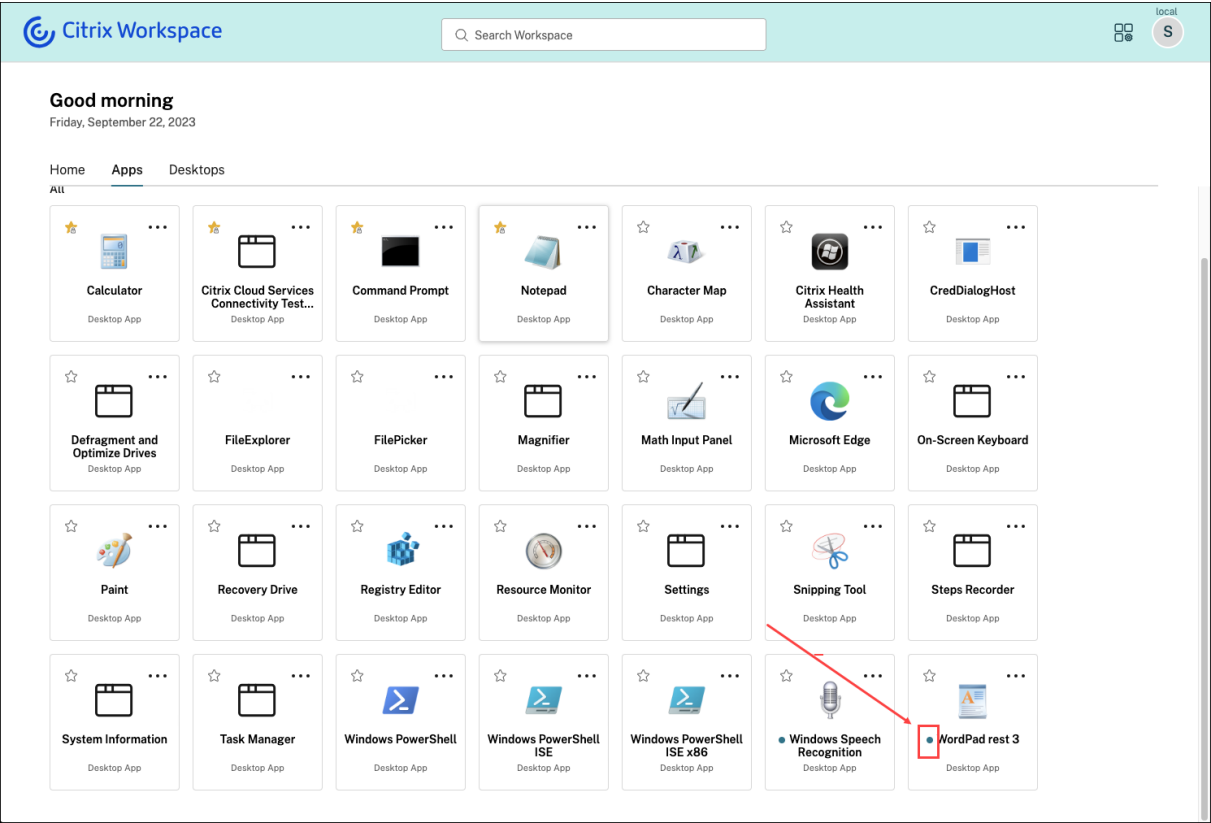 local
Citrix Workspace
Search Workspace
S
Good morning
Friday, September 22, 2023
Home Apps Desktops
All
Calculator
Desktop App
Citrix Cloud Services
Connectivity Test...
Desktop App
Command Prompt
Desktop App
Notepad
Desktop App
Character Map
Desktop App
Citrix Health
Assistant
Desktop App
CredDialogHost
Desktop App
Defragment and
Optimize Drives
Desktop App
FileExplorer
Desktop App
FilePicker
Desktop App
Magnifier
Desktop App
Math Input Panel
Desktop App
Microsoft Edge
Desktop App
On-Screen Keyboard
Desktop App
Paint
Desktop App
Recovery Drive
Desktop App
Registry Editor
Desktop App
Resource Monitor
Desktop App
Settings
Desktop App
Snipping Tool
Desktop App
Steps Recorder
Desktop App
System Information
Desktop App
Task Manager
Desktop App
Windows PowerShell
Desktop App
Windows PowerShell
ISE
Desktop App
Windows PowerShell
ISE x86
Desktop App
Windows Speech
Recognition
Desktop App
WordPad rest 3
Desktop App